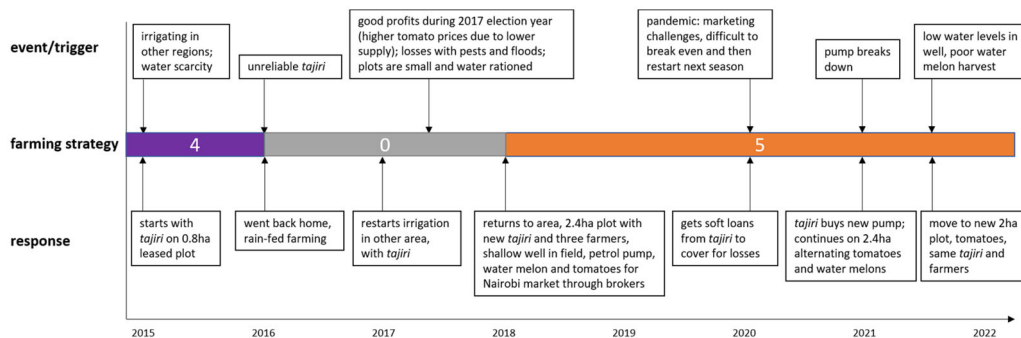 event/trigger
irrigating in
other regions;
water scarcity
unreliable tajiri
good profits during 2017 election year
(higher tomato prices due to lower
supply); losses with pests and floods;
plots are small and water rationed
pandemic: marketing
challenges, difficult to
break even and then
restart next season
pump breaks
down
low water levels in
well, poor water
melon harvest
farming strategy
4
0
5
response
starts with
tajiri on 0.8ha
leased plot
went back home,
rain-fed farming
restarts irrigation
in other area,
with tajiri
returns to area, 2.4ha plot with
new tajiri and three farmers,
shallow well in field, petrol pump,
water melon and tomatoes for
Nairobi market through brokers
gets soft loans
from tajiri to
cover for losses
tajiri buys new pump;
continues on 2.4ha
alternating tomatoes
and water melons
move to new 2ha
plot, tomatoes,
same tajiri and
farmers
2015 2016 2017 2018 2019 2020 2021 2022